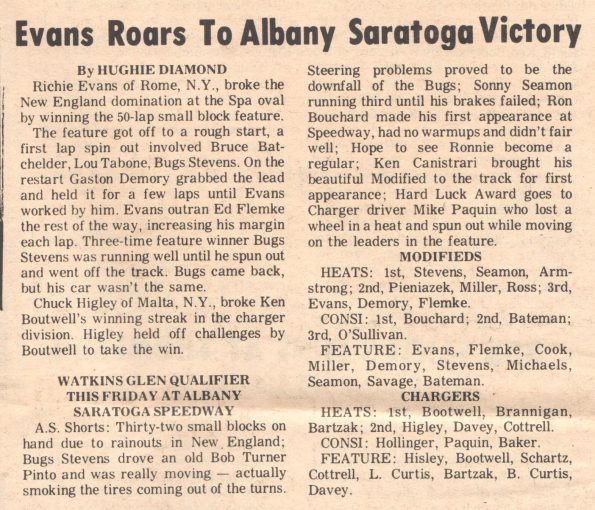 Evans Roars To Albany Saratoga Victory
By HUGHIE DIAMOND
Richie Evans of Rome, N.Y., broke the
New England domination at the Spa oval
by winning the 50-lap small block feature.
The feature got off to a rough start, a
first lap spin out involved Bruce Bat-
chelder, Lou Tabone, Bugs Stevens. On the
restart Gaston Demory grabbed the lead
and held it for a few laps until Evans
worked by him. Evans outran Ed Flemke
the rest of the way, increasing his margin
each lap. Three-time feature winner Bugs
Stevens was running well until he spun out
and went off the track. Bugs came back,
but his car wasn't the same.
Chuck Higley of Malta, N.Y., broke Ken
Boutwell's winning streak in the charger
division. Higley held off challenges by
Boutwell to take the win.
WATKINS GLEN QUALIFIER
THIS FRIDAY AT ALBANY
SARATOGA SPEEDWAY
A.S. Shorts: Thirty-two small blocks on
hand due to rainouts in New England;
Bugs Stevens drove an old Bob Turner
Pinto and was really moving — actually
smoking the tires coming out of the turns.
Steering problems proved to be the
downfall of the Bugs; Sonny Seamon
running third until his brakes failed; Ron
Bouchard made his first appearance at
Speedway, had no warmups and didn't fair
well; Hope to see Ronnie become a
regular; Ken Canistrari brought his
beautiful Modified to the track for first
appearance; Hard Luck Award goes to
Charger driver Mike Paquin who lost a
wheel in a heat and spun out while moving
on the leaders in the feature.
MODIFIEDS
HEATS: 1st, Stevens, Seamon, Arm-
strong; 2nd, Pieniazek, Miller, Ross; 3rd,
Evans, Demory, Flemke.
CONSI: 1st, Bouchard; 2nd, Bateman;
3rd, O'Sullivan.
FEATURE: Evans, Flemke, Cook,
Miller, Demory, Stevens, Michaels,
Seamon, Savage, Bateman.
CHARGERS
HEATS: 1st, Bootwell, Brannigan,
Bartzak; 2nd, Higley, Davey, Cottrell.
CONSI: Hollinger, Paquin, Baker.
FEATURE: Hisley, Bootwell, Schartz,
Cottrell, L. Curtis, Bartzak, B. Curtis,
Davey.